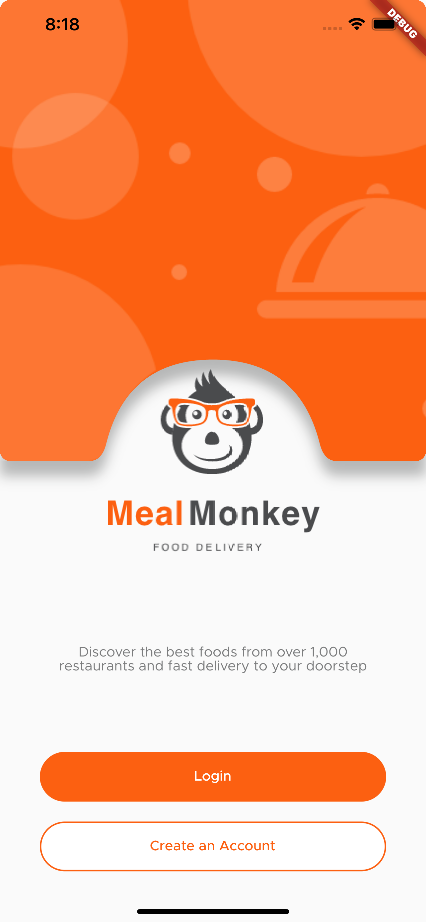 8:18
DEBUG
Meal Monkey
FOOD DELIVERY
Discover the best foods from over 1,000
restaurants and fast delivery to your doorstep
Login
Create an Account